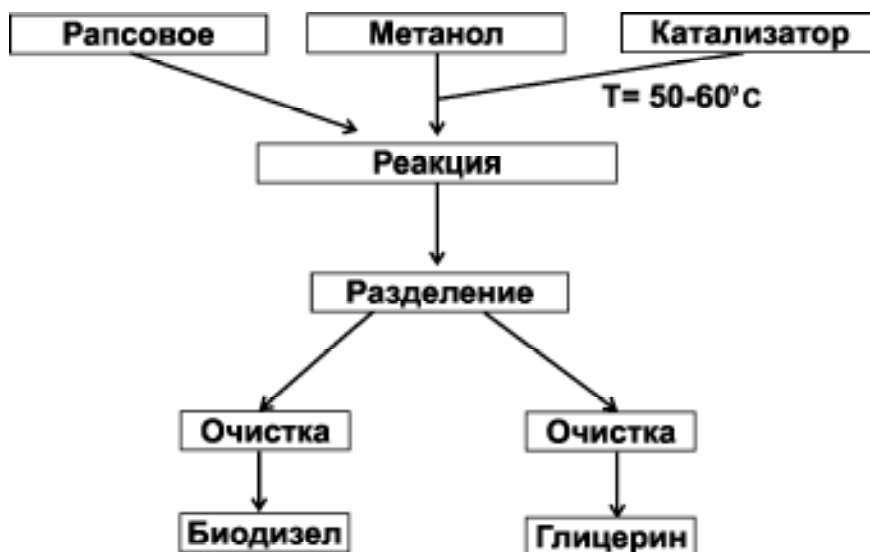 Рапсовое
Метанол
Катализатор
T= 50-60°C
Реакция
Разделение
Очистка
Очистка
Биодизел
Глицерин